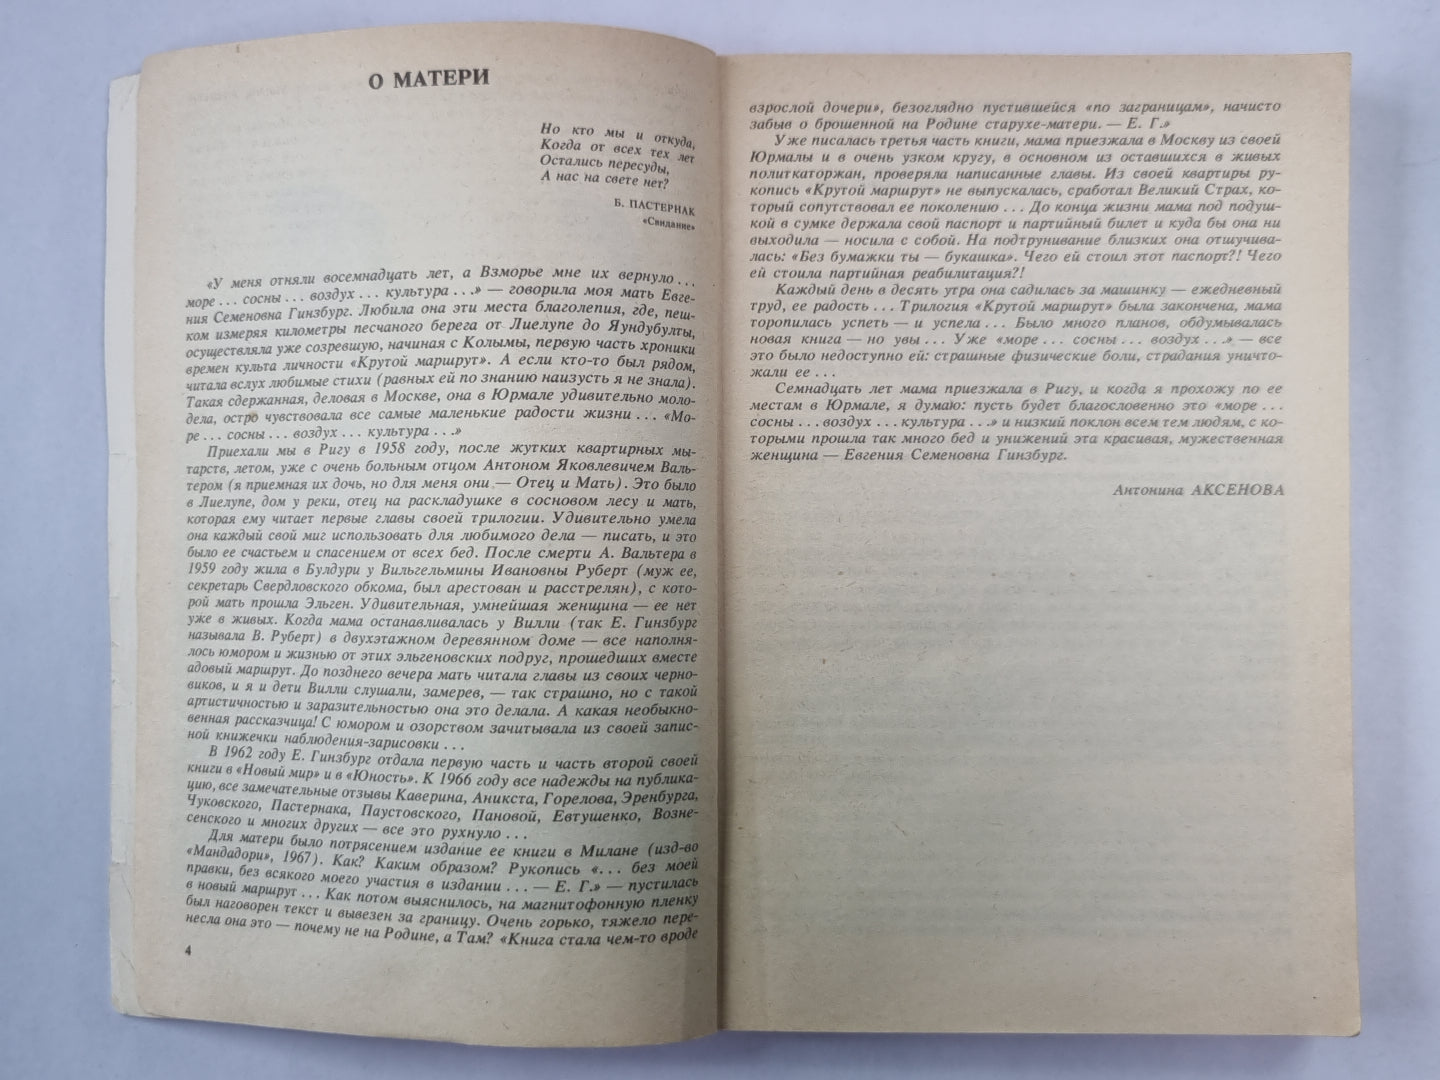 О МАТЕРИ
Но кто мы и откуда,
Когда от всех тех лет
Остались пересуды,
А нас на свете нет?
Б. ПАСТЕРНАК
«Свидание»
«У меня отняли восемнадцать лет, а Взморье мне их вернуло ...
море ... сосны ... воздух ... культура ...» — говорила моя мать Евге-
ния Семеновна Гинзбург. Любила она эти места благолепия, где, пеш-
ком измеряя километры песчаного берега от Лиелупе до Яундубулты,
осуществляла уже созревшую, начиная с Колымы, первую часть хроники
времен культа личности «Крутой маршрут». А если кто-то был рядом,
читала вслух любимые стихи (равных ей по знанию наизусть я не знала).
Такая сдержанная, деловая в Москве, она в Юрмале удивительно моло-
дела, остро чувствовала все самые маленькие радости жизни ... «Мо-
ре ... сосны ... воздух ... культура ...»
Приехали мы в Ригу в 1958 году, после жутких квартирных мы-
тарств, летом, уже с очень больным отцом Антоном Яковлевичем Валь-
тером (я приемная их дочь, но для меня они — Отец и Мать). Это было
в Лиелупе, дом у реки, отец на раскладушке в сосновом лесу и мать,
которая ему читает первые главы своей трилогии. Удивительно умела
она каждый свой миг использовать для любимого дела — писать, и это
было ее счастьем и спасением от всех бед. После смерти А. Вальтера в
1959 году жила в Булдури у Вильгельмины Ивановны Руберт (муж ее,
секретарь Свердловского обкома, был арестован и расстрелян), с кото-
рой мать прошла Эльген. Удивительная, умнейшая женщина — ее нет
уже в живых. Когда мама останавливалась у Вилли (так Е. Гинзбург
называла В. Руберт) в двухэтажном деревянном доме — все наполня-
лось юмором и жизнью от этих эльгеновских подруг, прошедших вместе
адовый маршрут. До позднего вечера мать читала главы из своих черно-
виков, и я и дети Вилли слушали, замерев, — так страшно, но с такой
артистичностью и заразительностью она это делала. А какая необыкно-
венная рассказчица! С юмором и озорством зачитывала из своей запис-
ной книжечки наблюдения-зарисовки ...
В 1962 году Е. Гинзбург отдала первую часть и часть второй своей
книги в «Новый мир» и в «Юность». К 1966 году все надежды на публика-
цию, все замечательные отзывы Каверина, Аникста, Горелова, Эренбурга,
Чуковского, Пастернака, Паустовского, Пановой, Евтушенко, Возне-
сенского и многих других — все это рухнуло ...
Для матери было потрясением издание ее книги в Милане (изд-во
«Мандадори», 1967). Как? Каким образом? Рукопись «... без моей
правки, без всякого моего участия в издании ... — Е. Г.» — пустилась
в новый маршрут ... Как потом выяснилось, на магнитофонную пленку
был наговорен текст и вывезен за границу. Очень горько, тяжело пере-
несла она это — почему не на Родине, а Там? «Книга стала чем-то вроде
4
взрослой дочери», безоглядно пустившейся «по заграницам», начисто
забыв о брошенной на Родине старухе-матери. — Е. Г.»
Уже писалась третья часть книги, мама приезжала в Москву из своей
Юрмалы и в очень узком кругу, в основном из оставшихся в живых
политкаторжан, проверяла написанные главы. Из своей квартиры ру-
копись «Крутой маршрут» не выпускалась, сработал Великий Страх, ко-
торый сопутствовал ее поколению ... До конца жизни мама под подуш-
кой в сумке держала свой паспорт и партийный билет и куда бы она ни
выходила — носила с собой. На подтрунивание близких она отшучива-
лась: «Без бумажки ты — букашка». Чего ей стоил этот паспорт?! Чего
ей стоила партийная реабилитация?!
Каждый день в десять утра она садилась за машинку — ежедневный
труд, ее радость ... Трилогия «Крутой маршрут» была закончена, мама
торопилась успеть — и успела ... Было много планов, обдумывалась
новая книга — но увы ... Уже «море ... сосны ... воздух ...» — все
это было недоступно ей: страшные физические боли, страдания уничто-
жали ее ...
Семнадцать лет мама приезжала в Ригу, и когда я прохожу по ее
местам в Юрмале, я думаю: пусть будет благословенно это «море ...
сосны ... воздух ... культура ...» и низкий поклон всем тем людям, с ко-
торыми прошла так много бед и унижений эта красивая, мужественная
женщина — Евгения Семеновна Гинзбург.
Антонина АКСЕНОВА